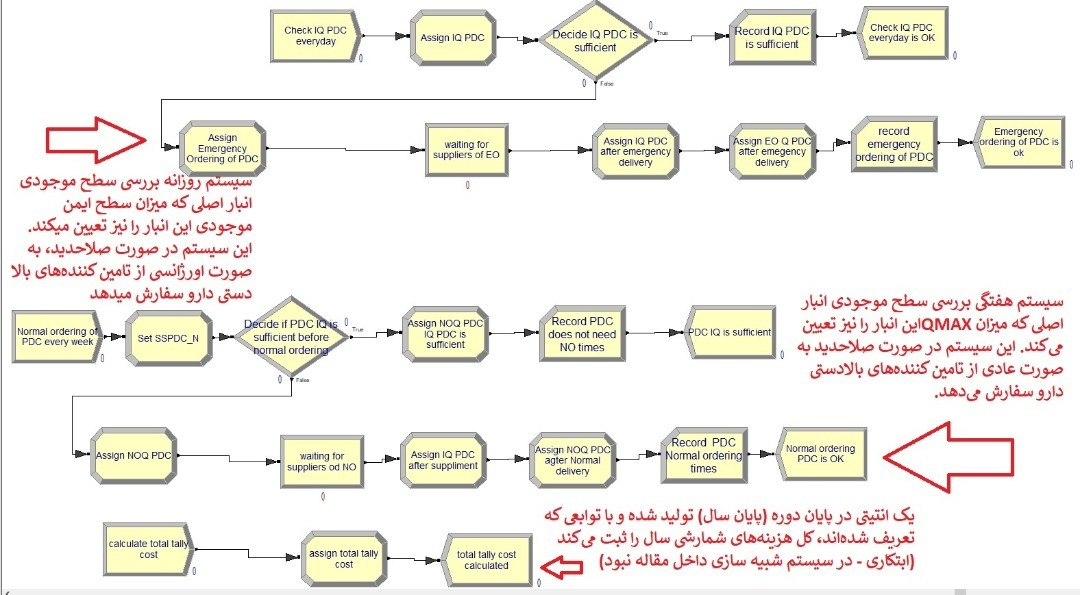 Check IQ PDC
everyday
Assign IQ PDC
Decide IQ PDC is
sufficient
True
False
0
0
0
Record IQ PDC
is sufficient
Check IQ PDC
everyday is OK
0
Assign
Emergency
Ordering of PDC
waiting for
suppliers of EO
0
Assign IQ PDC
after emergency
delivery
Assign EO Q PDC
after emegency
delivery
record
emergency
ordering of PDC
Emergency
ordering of PDC is
ok
0
سیستم روزانه بررسی سطح موجودی
انبار اصلی که میزان سطح ایمن
موجودی این انبار را نیز تعیین میکند.
این سیستم در صورت صلاحدید، به
صورت اورژانسی از تامین کننده‌های بالا
دستی دارو سفارش میدهد
Normal ordering of
PDC every week
0
Set SSPDC_N
Decide if PDC IQ is
sufficient before
normal ordering
0
True
0
False
Assign NOQ PDC
IQ PDC is
sufficient
Record PDC
does not need
NO times
PDC IQ is sufficient
0
سیستم هفتگی بررسی سطح موجودی انبار
اصلی که میزان QMAXاین انبار را نیز تعیین
می‌کند. این سیستم در صورت صلاحدید به
صورت عادی از تامین کننده‌های بالادستی
دارو سفارش می‌دهد.
Assign NOQ PDC
waiting for
suppliers od NO
0
Assign IQ PDC
after suppliment
Assign NOQ PDC
agter Normal
delivery
Record PDC
Normal ordering
times
Normal ordering
PDC is OK
0
calculate total tally
cost
0
assign total tally
cost
total tally cost
calculated
0
یک انتیتی در پایان دوره (پایان سال) تولید شده و با توابعی که
تعریف شده‌اند، کل هزینه‌های شمارشی سال را ثبت می‌کند
(ابتکاری - در سیستم شبیه سازی داخل مقاله نبود)